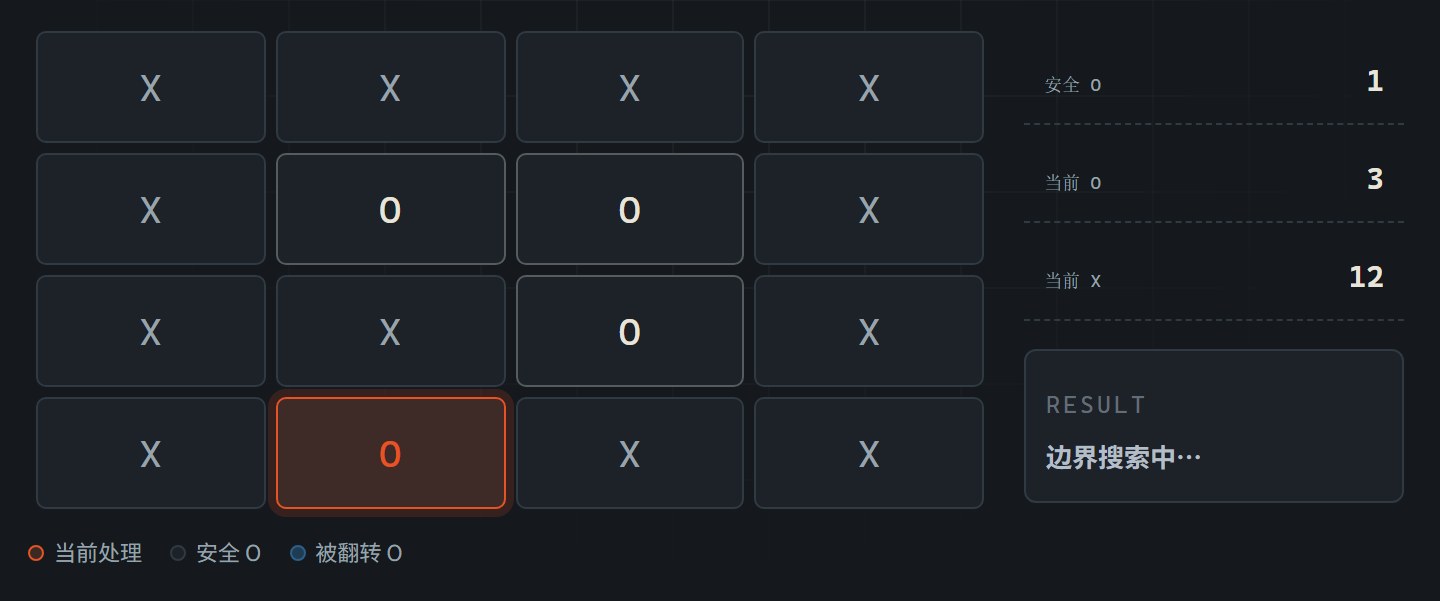 X X X X
安全 O 1
X O O X
当前 O 3
X X O X
当前 X 12
X O X X
RESULT
边界搜索中…
当前处理 安全 O 被翻转 O